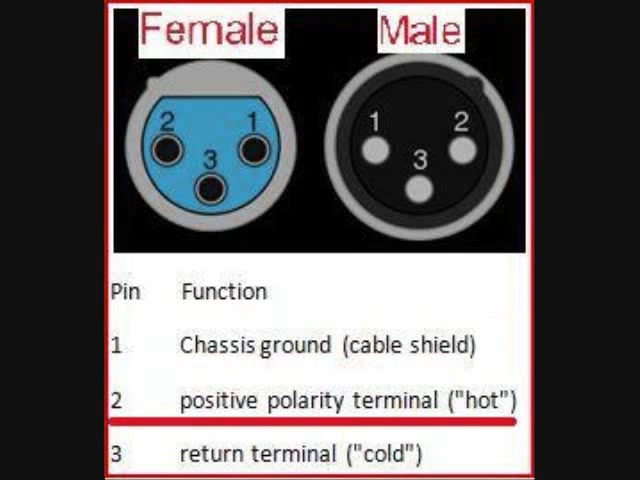 Female Male
2 1 1 2
3 3
Pin Function
1 Chassis ground (cable shield)
2 positive polarity terminal ("hot")
3 return terminal ("cold")